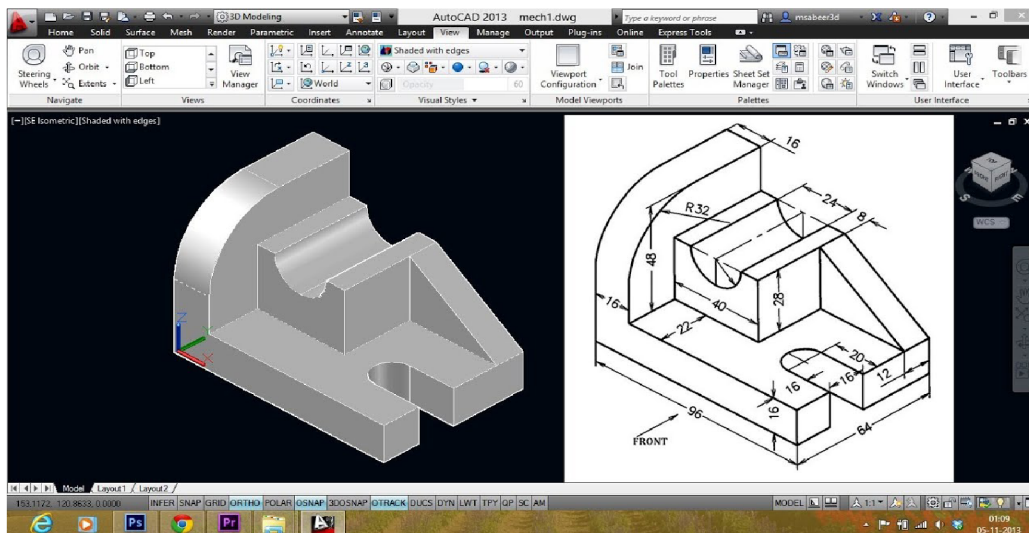 3D Modeling
AutoCAD 2013 mech1.dwg
Type a keyword or phrase
msabeer3d
Home Solid Surface Mesh Render Parametric Insert Annotate Layout View Manage Output Plug-ins Online Express Tools
Steering Wheels
Pan
Orbit
Extents
Navigate
Top
Bottom
Left
View Manager
Views
World
Coordinates
Shaded with edges
Opacity 60
Visual Styles
Viewport Configuration
Join
Model Viewports
Tool Palettes
Properties
Sheet Set Manager
Palettes
Switch Windows
User Interface
Toolbars
User Interface
[−][SE Isometric][Shaded with edges]
16
R32
24
8
48
16
40
28
22
20
16
16
12
16
96
64
FRONT
Z
X
TOP
FRONT
RIGHT
S
E
WCS
Model Layout1 Layout2
153.1172, 120.8633, 0.0000 INFER SNAP GRID ORTHO POLAR OSNAP 3DOSNAP OTRACK DUCS DYN LWT TPY QP SC AM MODEL 1:1
Ps
Pr
01:09
05-11-2013